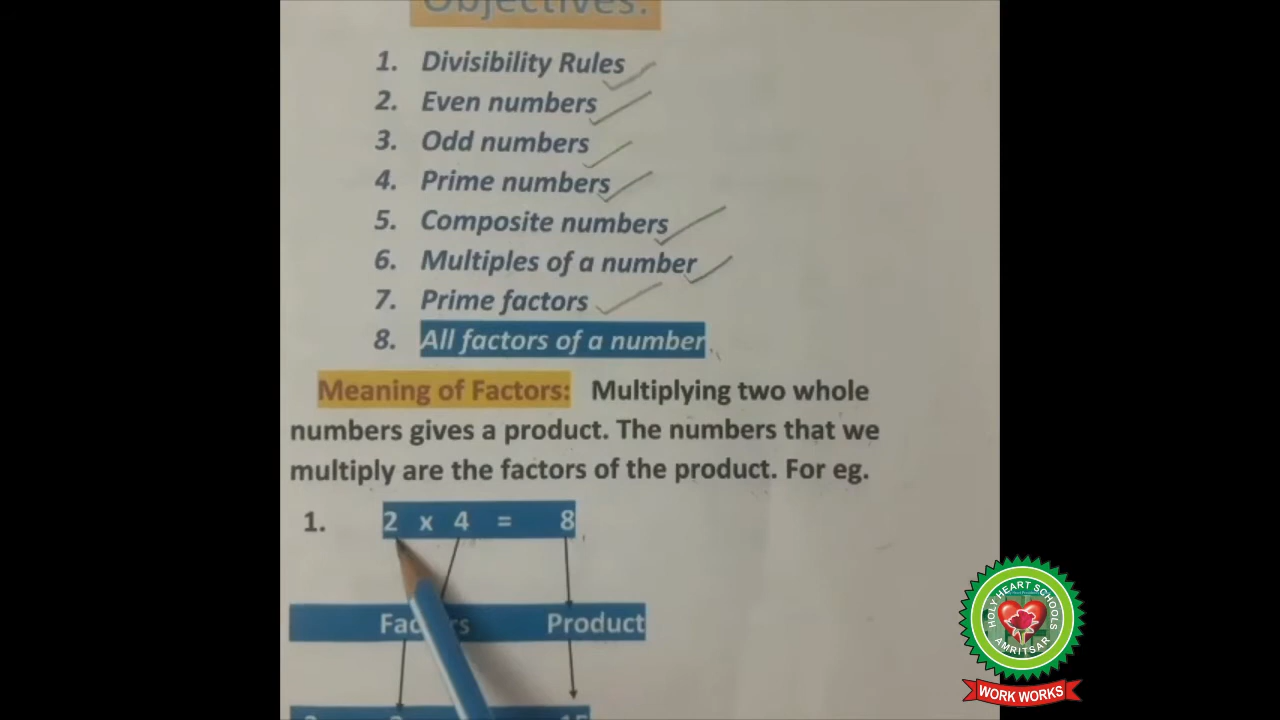 Objectives:
1. Divisibility Rules
2. Even numbers
3. Odd numbers
4. Prime numbers
5. Composite numbers
6. Multiples of a number
7. Prime factors
8. All factors of a number
Meaning of Factors: Multiplying two whole
numbers gives a product. The numbers that we
multiply are the factors of the product. For eg.
1. 2 x 4 = 8
Factors Product
15
HOLY HEART SCHOOLS
AMRITSAR
WORK WORKS